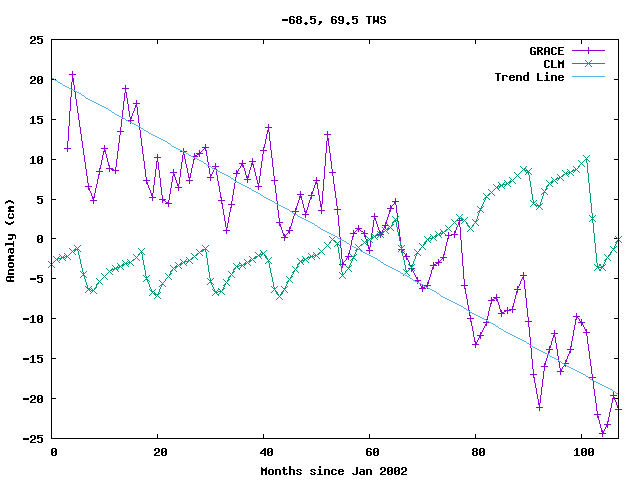 -68.5, 69.5 TWS
GRACE
CLM
Trend Line
25
20
15
10
5
0
-5
-10
-15
-20
-25
Anomaly (cm)
0 20 40 60 80 100
Months since Jan 2002